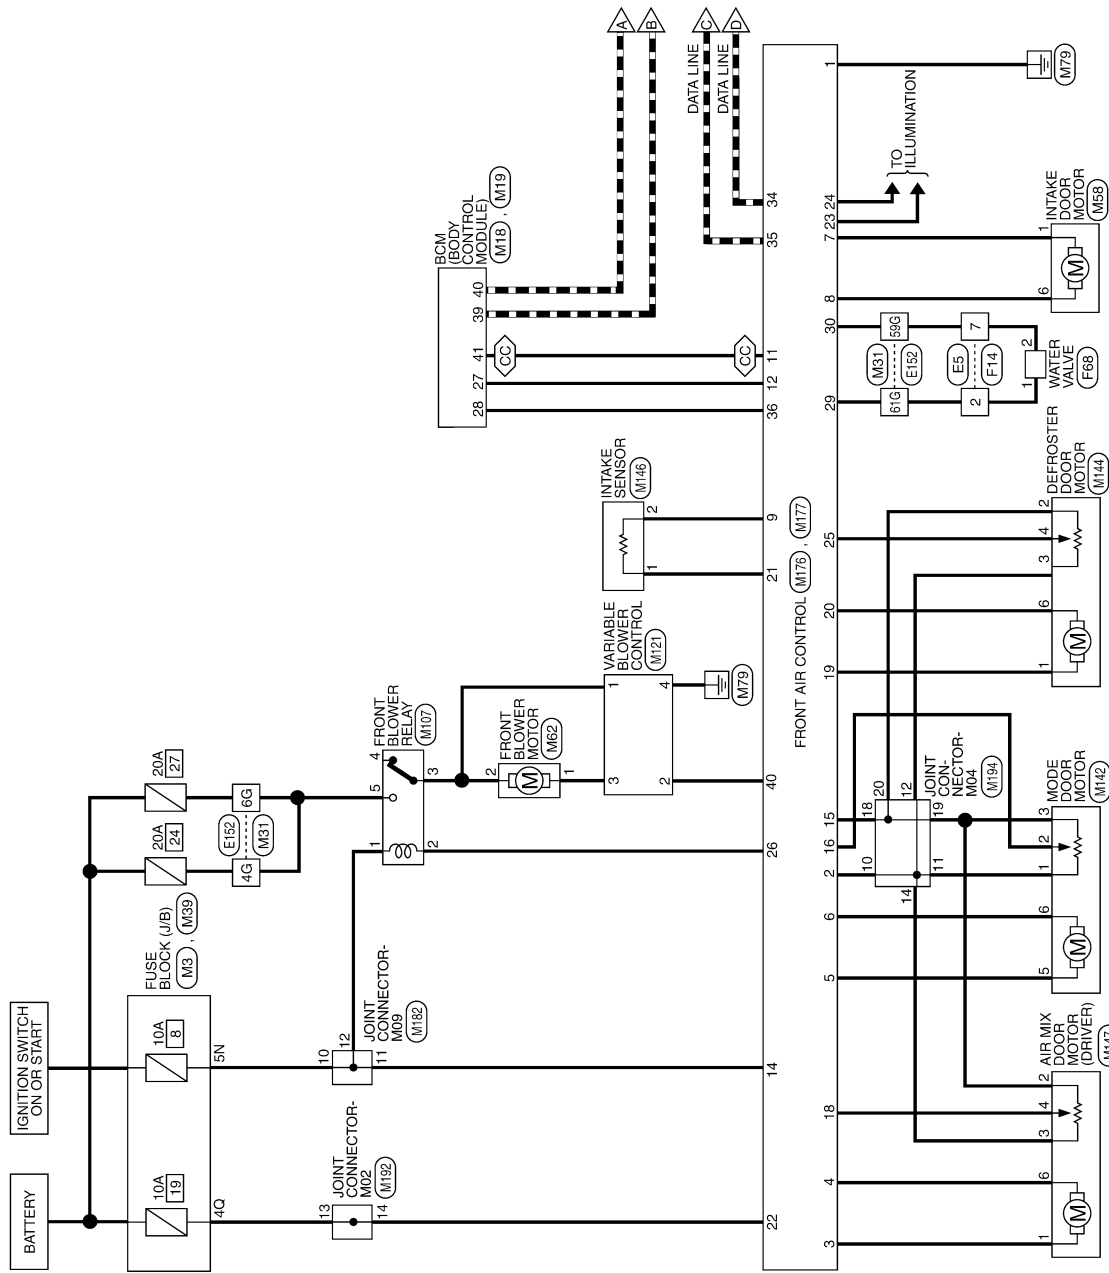 BATTERY
IGNITION SWITCH
ON OR START
FUSE
BLOCK (J/B)
M3 , M39
10A
19
4Q
10A
8
5N
20A
24
20A
27
4G
6G
E152
M31
JOINT
CONNECTOR-
M02
M192
13
14
JOINT
CONNECTOR-
M09
M182
10
12
11
FRONT
BLOWER
RELAY
M107
1
2
5
4
3
FRONT
BLOWER
MOTOR
M62
2
M
1
VARIABLE
BLOWER
CONTROL
M121
1
3
4
2
M79
INTAKE
SENSOR
M146
1
2
BCM
(BODY
CONTROL
MODULE)
M18 , M19
28
27
41
39
40
CC
CC
A
B
C
D
DATA LINE
DATA LINE
22
14
26
40
21
9
36
12
11
35
34
FRONT AIR CONTROL
M176 , M177
3
4
18
5
6
2
16
15
19
20
25
29
30
8
7
23
24
1
AIR MIX
DOOR
MOTOR
(DRIVER)
1
6
3
4
2
M
JOINT
CON-
NECTOR-
M04
M194
10
18
20
12
14
11
19
MODE
DOOR
MOTOR
M142
5
6
1
2
3
M
DEFROSTER
DOOR
MOTOR
M144
1
6
3
4
2
M
61G
59G
M31
E152
2
7
E5
F14
1
2
WATER
VALVE
F68
INTAKE
DOOR
MOTOR
M58
6
1
M
TO
ILLUMINATION
M79